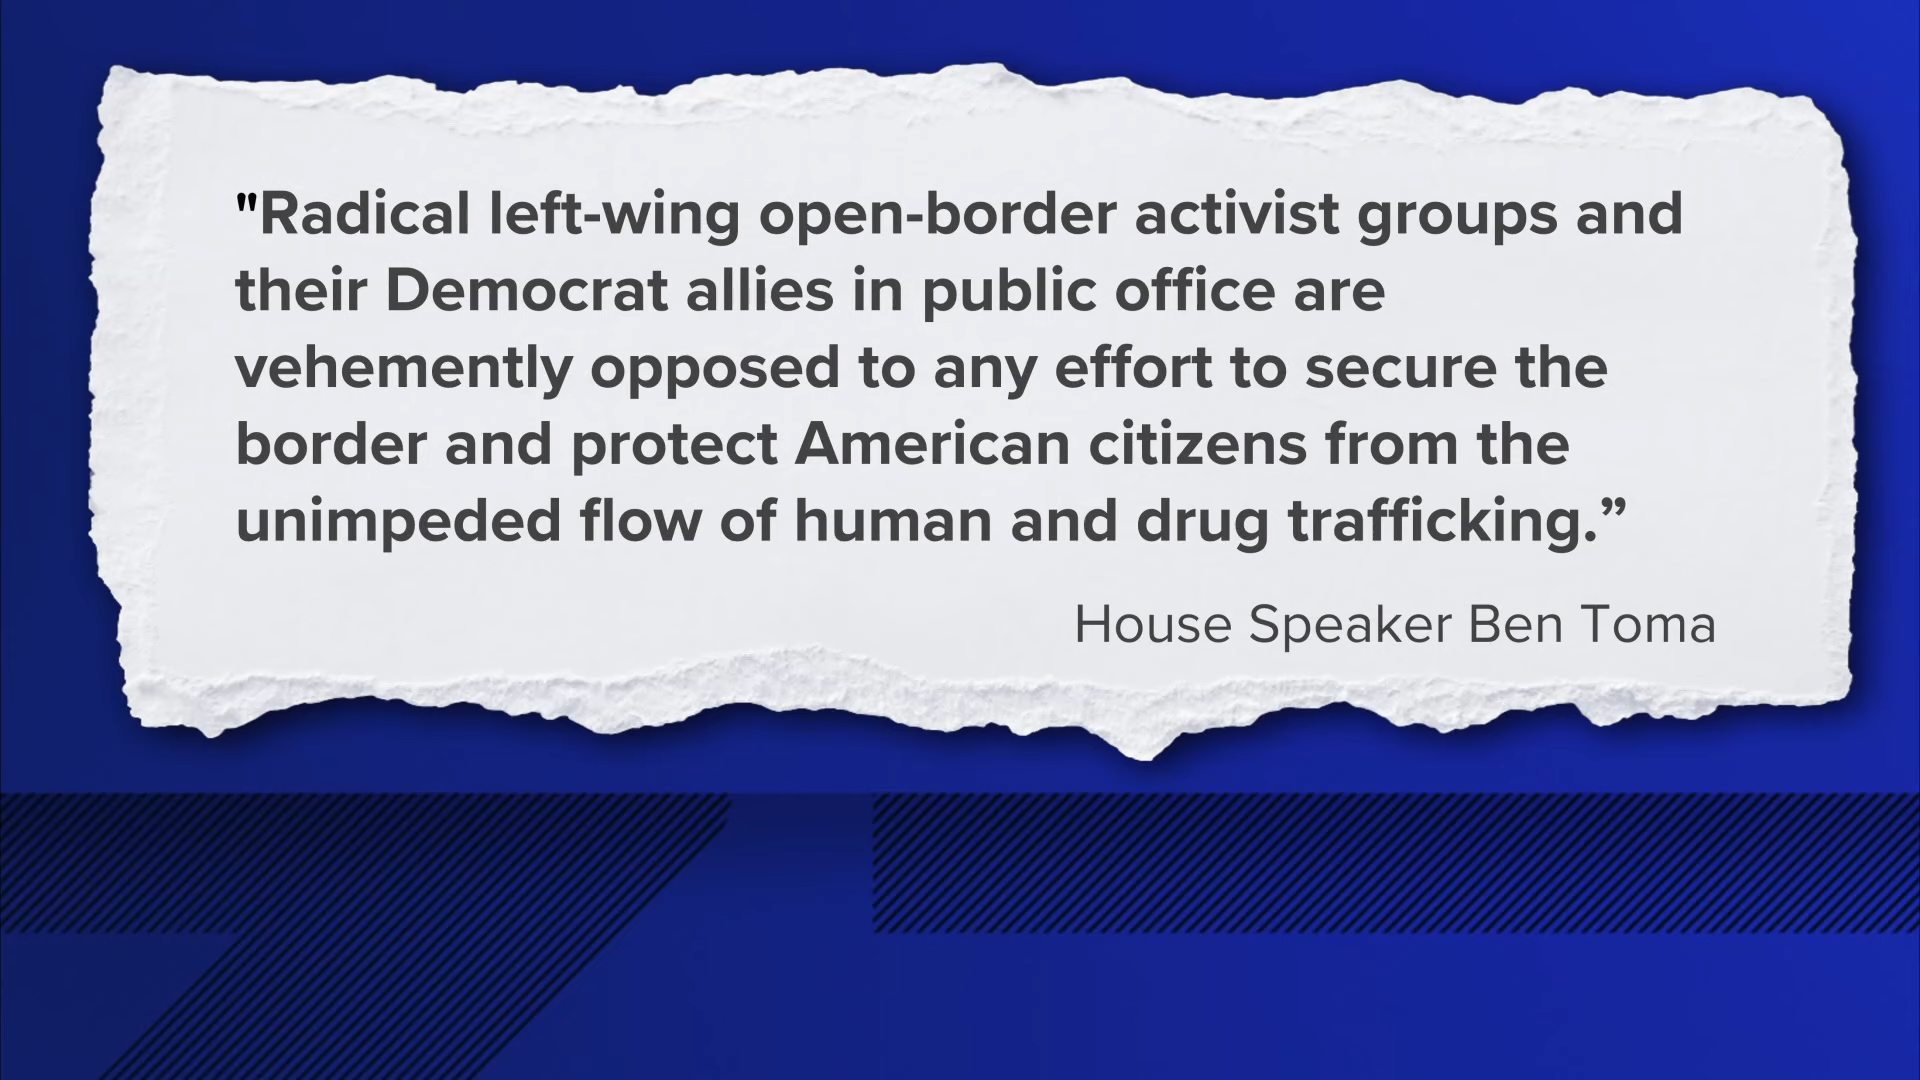 "Radical left-wing open-border activist groups and
their Democrat allies in public office are
vehemently opposed to any effort to secure the
border and protect American citizens from the
unimpeded flow of human and drug trafficking.”
House Speaker Ben Toma